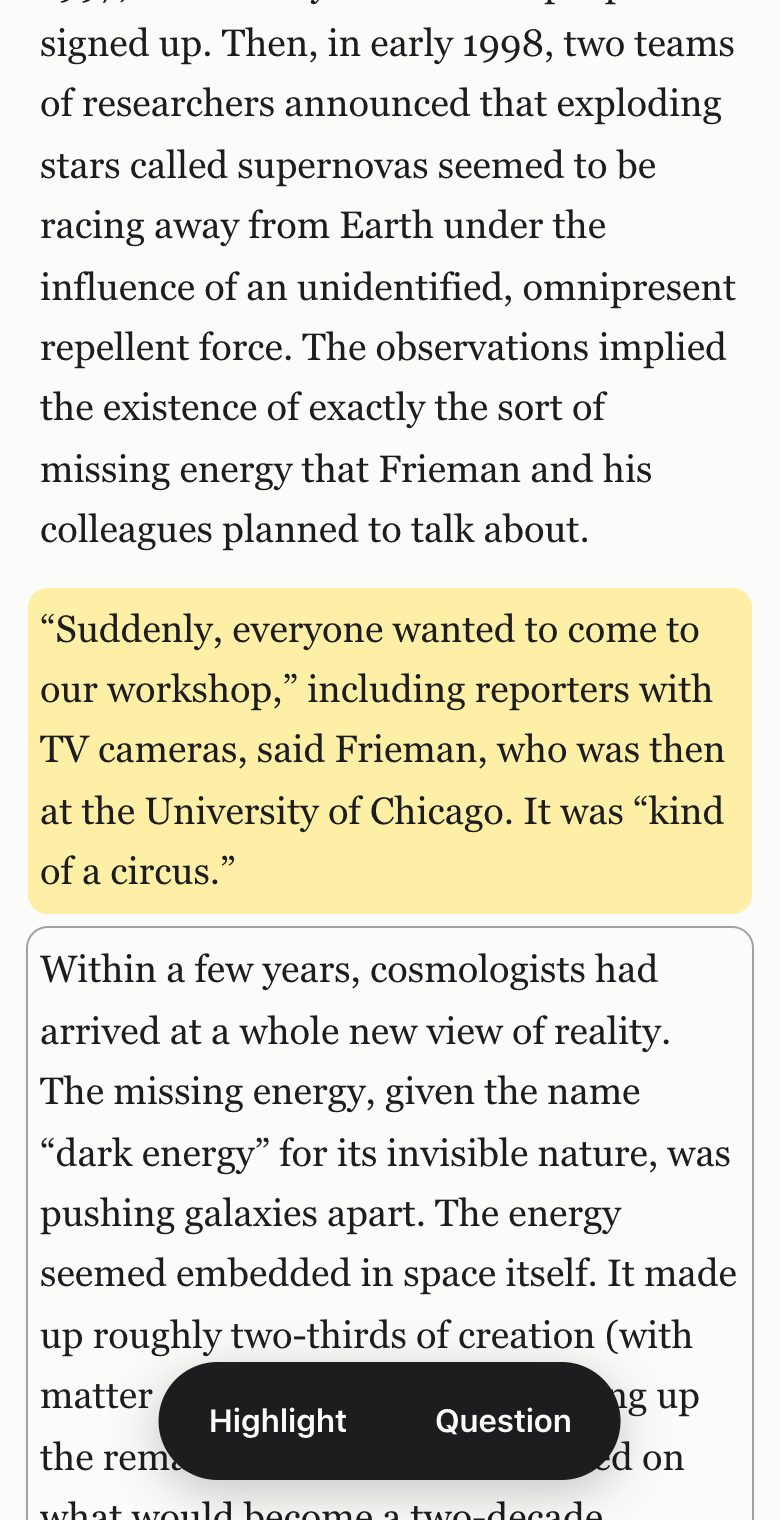 signed up. Then, in early 1998, two teams
of researchers announced that exploding
stars called supernovas seemed to be
racing away from Earth under the
influence of an unidentified, omnipresent
repellent force. The observations implied
the existence of exactly the sort of
missing energy that Frieman and his
colleagues planned to talk about.
“Suddenly, everyone wanted to come to
our workshop,” including reporters with
TV cameras, said Frieman, who was then
at the University of Chicago. It was “kind
of a circus.”
Within a few years, cosmologists had
arrived at a whole new view of reality.
The missing energy, given the name
“dark energy” for its invisible nature, was
pushing galaxies apart. The energy
seemed embedded in space itself. It made
up roughly two-thirds of creation (with
matter up
the on
what would become a two-decade
Highlight Question